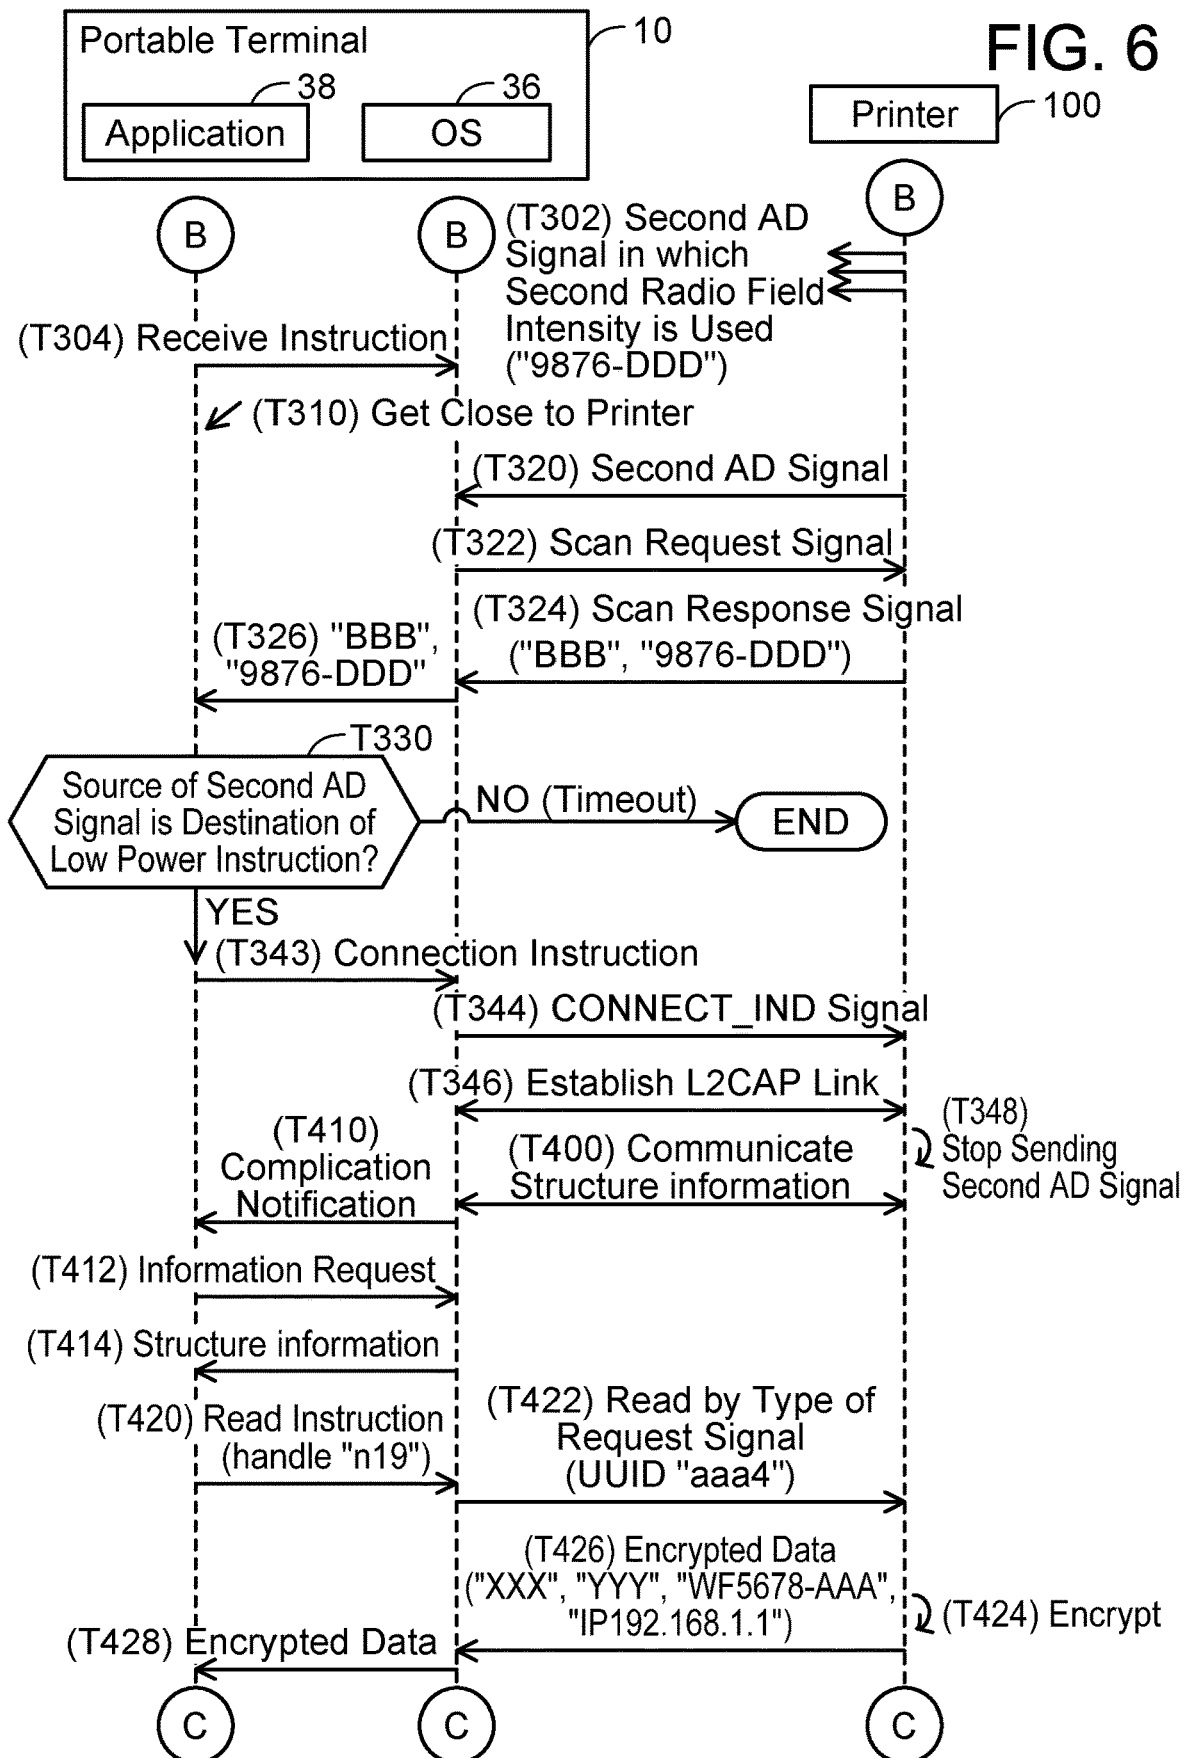 FIG. 6
Portable Terminal
10
38
36
Application
OS
Printer
100
B
B
B
(T302) Second AD
Signal in which
Second Radio Field
Intensity is Used
("9876-DDD")
(T304) Receive Instruction
(T310) Get Close to Printer
(T320) Second AD Signal
(T322) Scan Request Signal
(T324) Scan Response Signal
("BBB", "9876-DDD")
(T326) "BBB",
"9876-DDD"
T330
Source of Second AD
Signal is Destination of
Low Power Instruction?
NO (Timeout)
END
YES
(T343) Connection Instruction
(T344) CONNECT_IND Signal
(T346) Establish L2CAP Link
(T348)
Stop Sending
Second AD Signal
(T400) Communicate
Structure information
(T410)
Complication
Notification
(T412) Information Request
(T414) Structure information
(T420) Read Instruction
(handle "n19")
(T422) Read by Type of
Request Signal
(UUID "aaa4")
(T424) Encrypt
(T426) Encrypted Data
("XXX", "YYY", "WF5678-AAA",
"IP192.168.1.1")
(T428) Encrypted Data
C
C
C